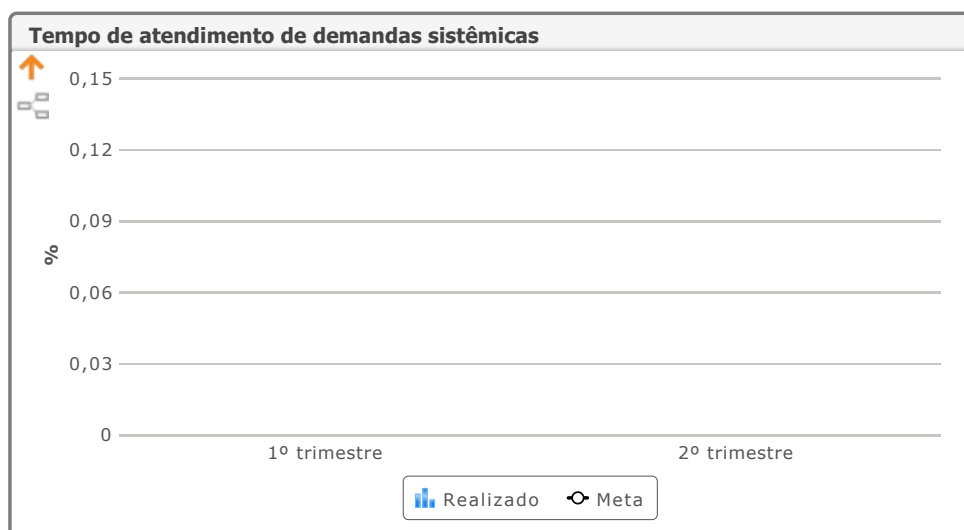 Tempo de atendimento de demandas sistêmicas
0,15
0,12
0,09
%
0,06
0,03
0
1º trimestre 2º trimestre
Realizado Meta